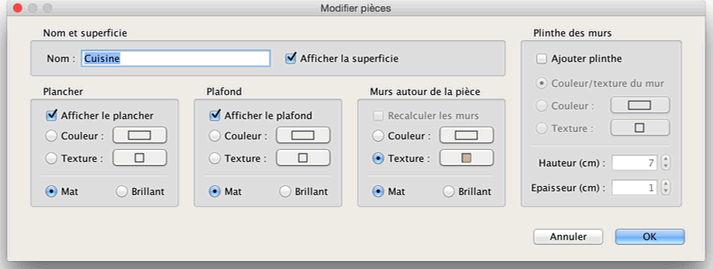 Modifier pièces
Nom et superficie
Nom : Cuisine
Afficher la superficie
Plancher
Afficher le plancher
Couleur :
Texture :
Mat Brillant
Plafond
Afficher le plafond
Couleur :
Texture :
Mat Brillant
Murs autour de la pièce
Recalculer les murs
Couleur :
Texture :
Mat Brillant
Plinthe des murs
Ajouter plinthe
Couleur/texture du mur
Couleur :
Texture :
Hauteur (cm) : 7
Epaisseur (cm) : 1
Annuler OK